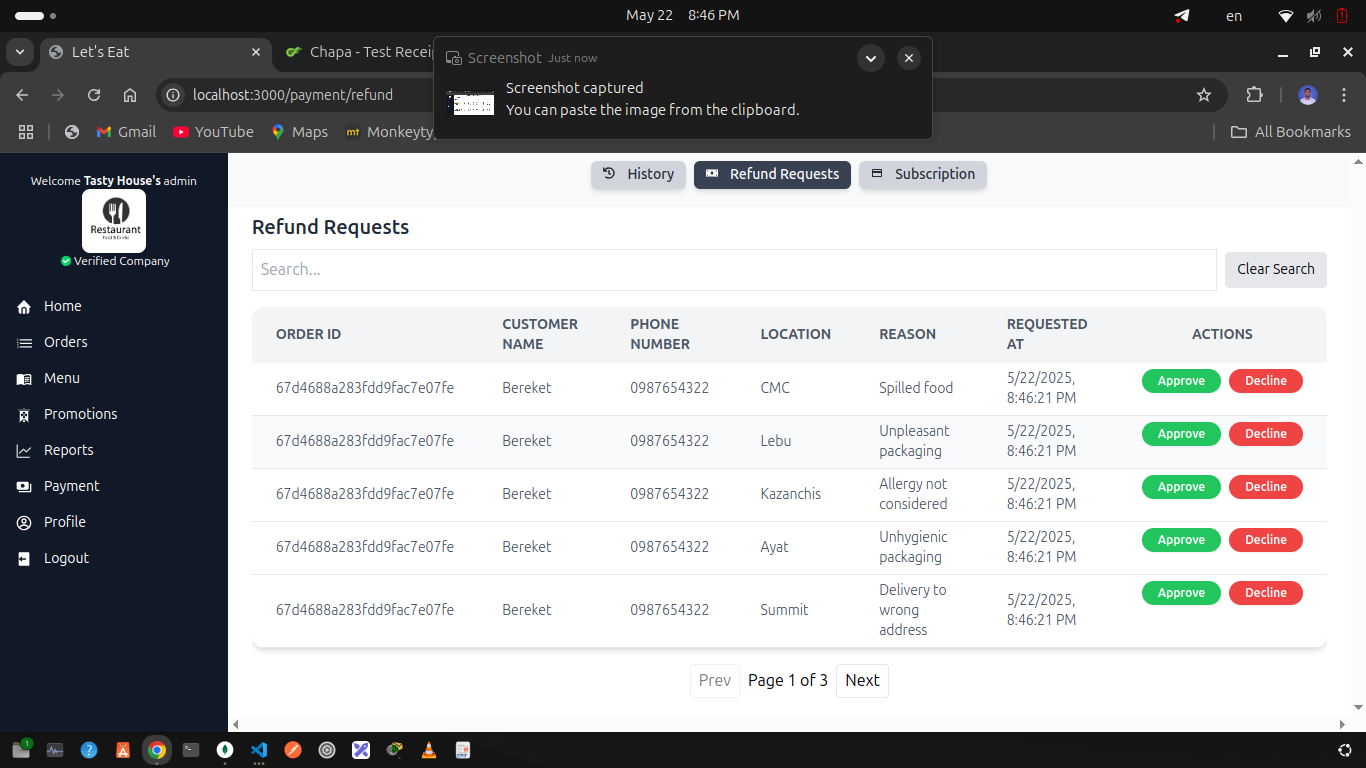 May 22 8:46 PM
en
Let's Eat
Chapa - Test Recei
Screenshot Just now
Screenshot captured
You can paste the image from the clipboard.
localhost:3000/payment/refund
Gmail
YouTube
Maps
mt Monkeyty
All Bookmarks
Welcome Tasty House's admin
Restaurant
Food & Drinks
Verified Company
Home
Orders
Menu
Promotions
Reports
Payment
Profile
Logout
History
Refund Requests
Subscription
Refund Requests
Search...
Clear Search
ORDER ID CUSTOMER NAME PHONE NUMBER LOCATION REASON REQUESTED AT ACTIONS
67d4688a283fdd9fac7e07fe Bereket 0987654322 CMC Spilled food 5/22/2025, 8:46:21 PM Approve Decline
67d4688a283fdd9fac7e07fe Bereket 0987654322 Lebu Unpleasant packaging 5/22/2025, 8:46:21 PM Approve Decline
67d4688a283fdd9fac7e07fe Bereket 0987654322 Kazanchis Allergy not considered 5/22/2025, 8:46:21 PM Approve Decline
67d4688a283fdd9fac7e07fe Bereket 0987654322 Ayat Unhygienic packaging 5/22/2025, 8:46:21 PM Approve Decline
67d4688a283fdd9fac7e07fe Bereket 0987654322 Summit Delivery to wrong address 5/22/2025, 8:46:21 PM Approve Decline
Prev Page 1 of 3 Next
1